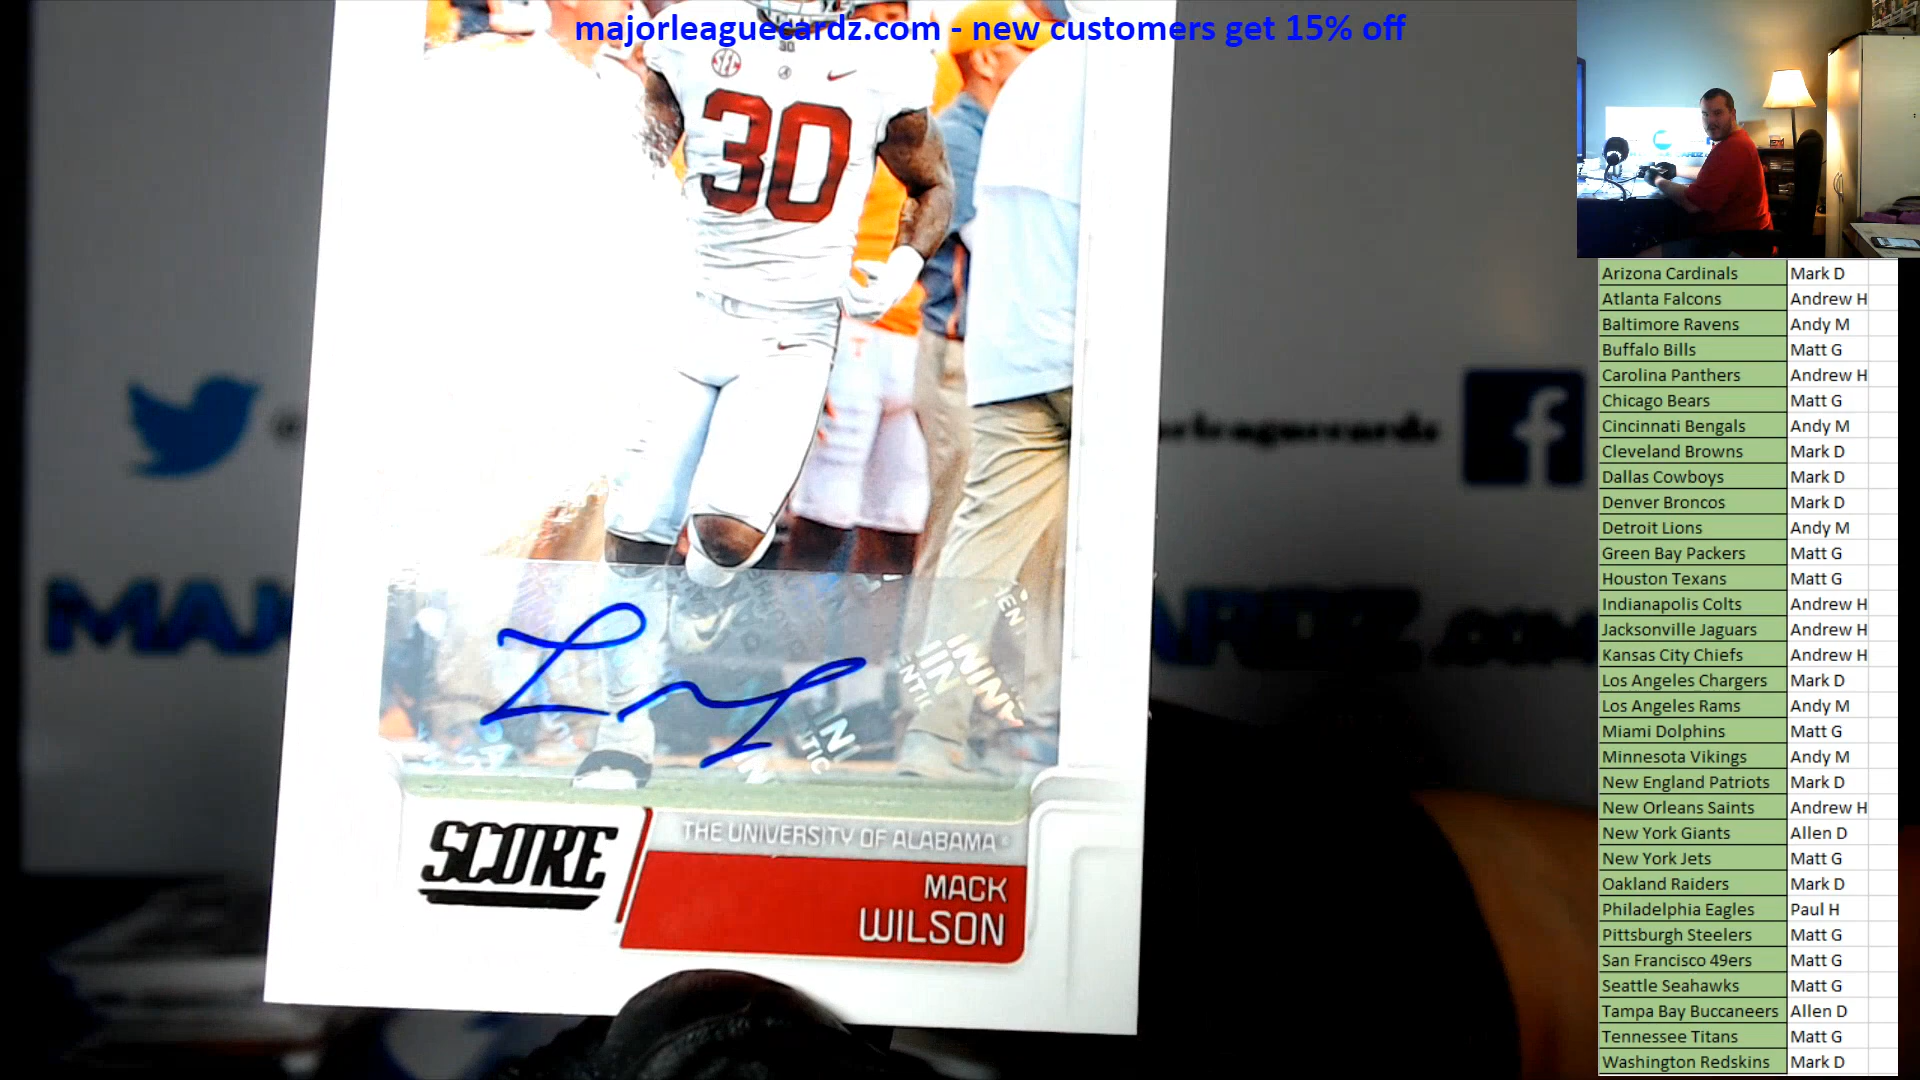 majorleaguecardz.com - new customers get 15% off
30
SEC
30
SCORE
THE UNIVERSITY OF ALABAMA
MACK
WILSON
Arizona Cardinals Mark D
Atlanta Falcons Andrew H
Baltimore Ravens Andy M
Buffalo Bills Matt G
Carolina Panthers Andrew H
Chicago Bears Matt G
Cincinnati Bengals Andy M
Cleveland Browns Mark D
Dallas Cowboys Mark D
Denver Broncos Mark D
Detroit Lions Andy M
Green Bay Packers Matt G
Houston Texans Matt G
Indianapolis Colts Andrew H
Jacksonville Jaguars Andrew H
Kansas City Chiefs Andrew H
Los Angeles Chargers Mark D
Los Angeles Rams Andy M
Miami Dolphins Matt G
Minnesota Vikings Andy M
New England Patriots Mark D
New Orleans Saints Andrew H
New York Giants Allen D
New York Jets Matt G
Oakland Raiders Mark D
Philadelphia Eagles Paul H
Pittsburgh Steelers Matt G
San Francisco 49ers Matt G
Seattle Seahawks Matt G
Tampa Bay Buccaneers Allen D
Tennessee Titans Matt G
Washington Redskins Mark D